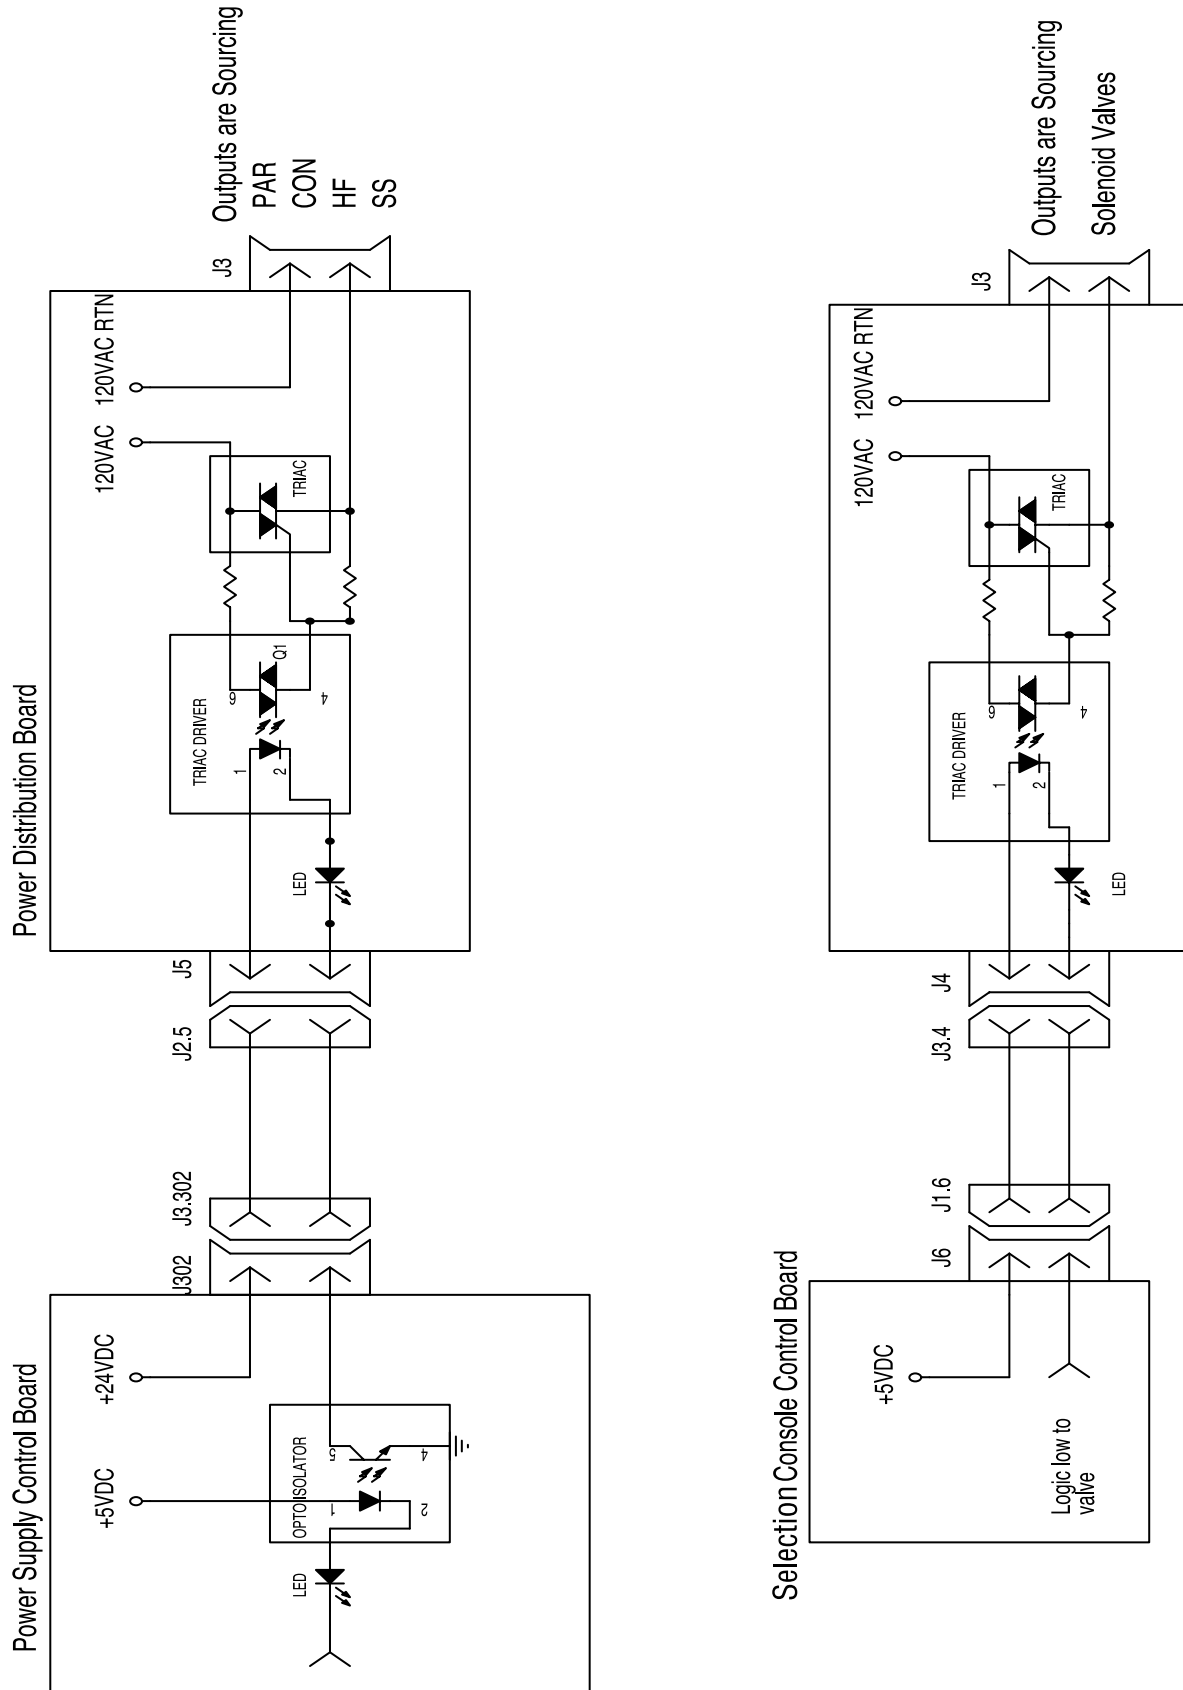 Power Supply Control Board
+5VDC
+24VDC
OPTOISOLATOR
1
2
5
4
LED
J302
J3.302
J2.5
J5
Power Distribution Board
LED
TRIAC DRIVER
1
2
6
4
Q1
TRIAC
120VAC
120VAC RTN
J3
Outputs are Sourcing
PAR
CON
HF
SS
Selection Console Control Board
+5VDC
Logic low to
valve
J6
J1.6
J3.4
J4
LED
TRIAC DRIVER
1
2
6
4
TRIAC
120VAC
120VAC RTN
J3
Outputs are Sourcing
Solenoid Valves